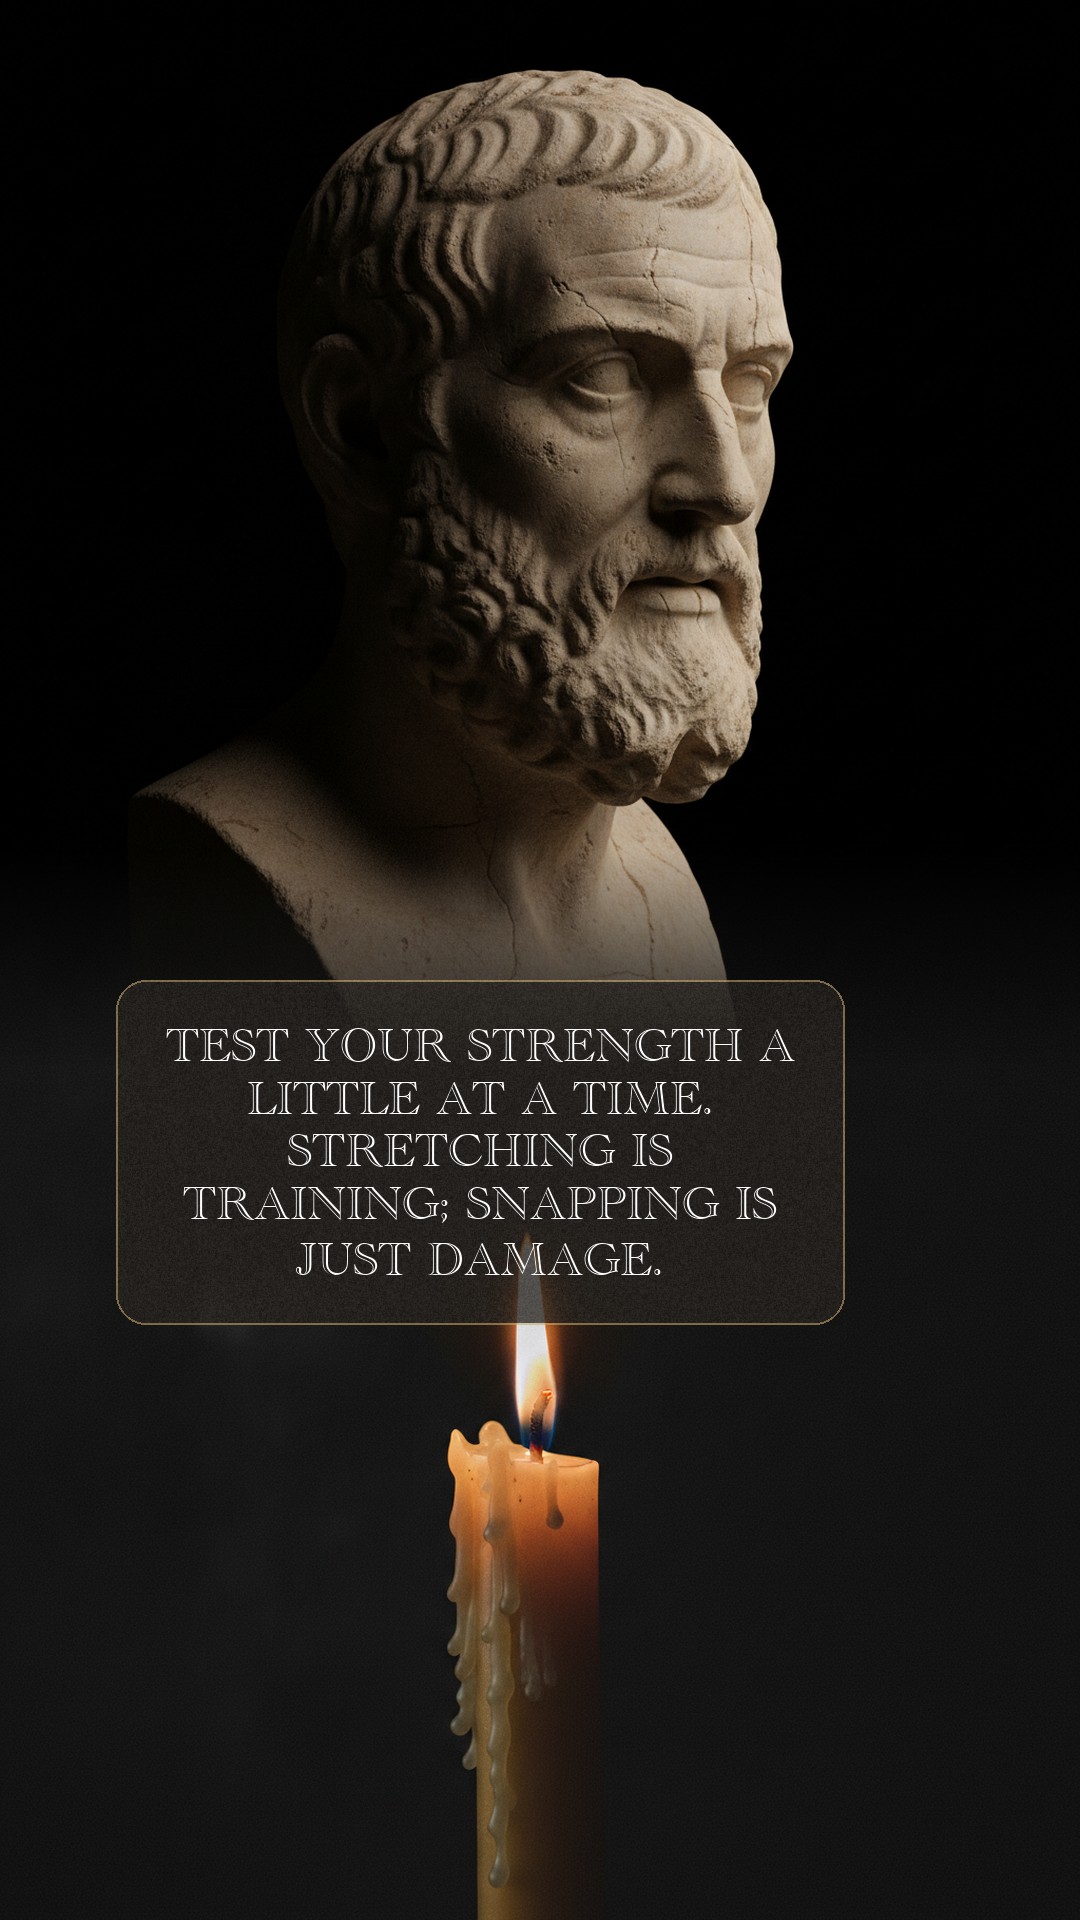 TEST YOUR STRENGTH A
LITTLE AT A TIME.
STRETCHING IS
TRAINING; SNAPPING IS
JUST DAMAGE.